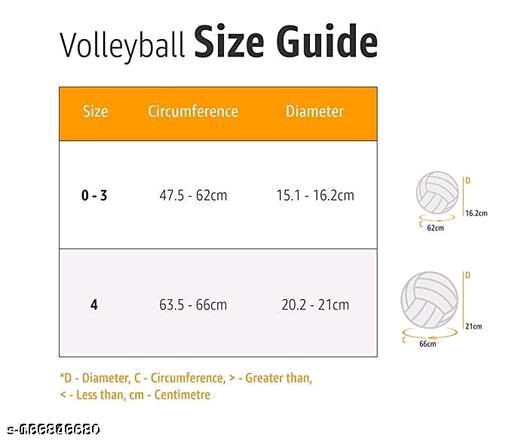 Volleyball Size Guide
Size Circumference Diameter
0 - 3 47.5 - 62cm 15.1 - 16.2cm
D
16.2cm
C
62cm
4 63.5 - 66cm 20.2 - 21cm
D
21cm
C
66cm
*D - Diameter, C - Circumference, > - Greater than,
< - Less than, cm - Centimetre